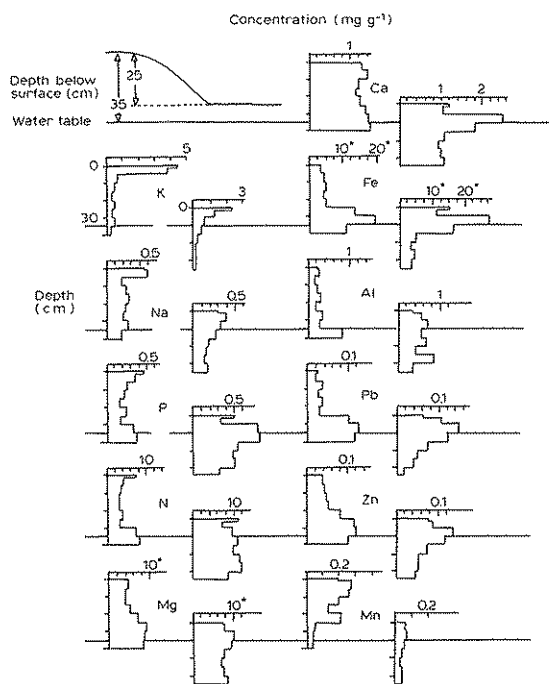 Concentration (mg g⁻¹)
Depth below
surface (cm)
25
35
Water table
1
Ca
1 2
0 5
K
30
0 3
10* 20*
Fe
10* 20*
Depth
(cm)
0.5
Na
0.5
1
Al
1
0.5
P
0.5
0.1
Pb
0.1
10
N
10
0.1
Zn
0.1
10*
Mg
10*
0.2
Mn
0.2